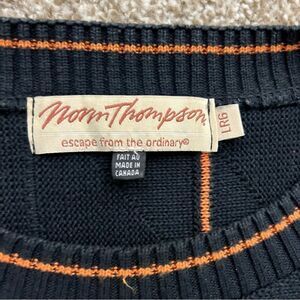 Norm Thompson
escape from the ordinary®
LRG
FAIT AU
MADE IN
CANADA